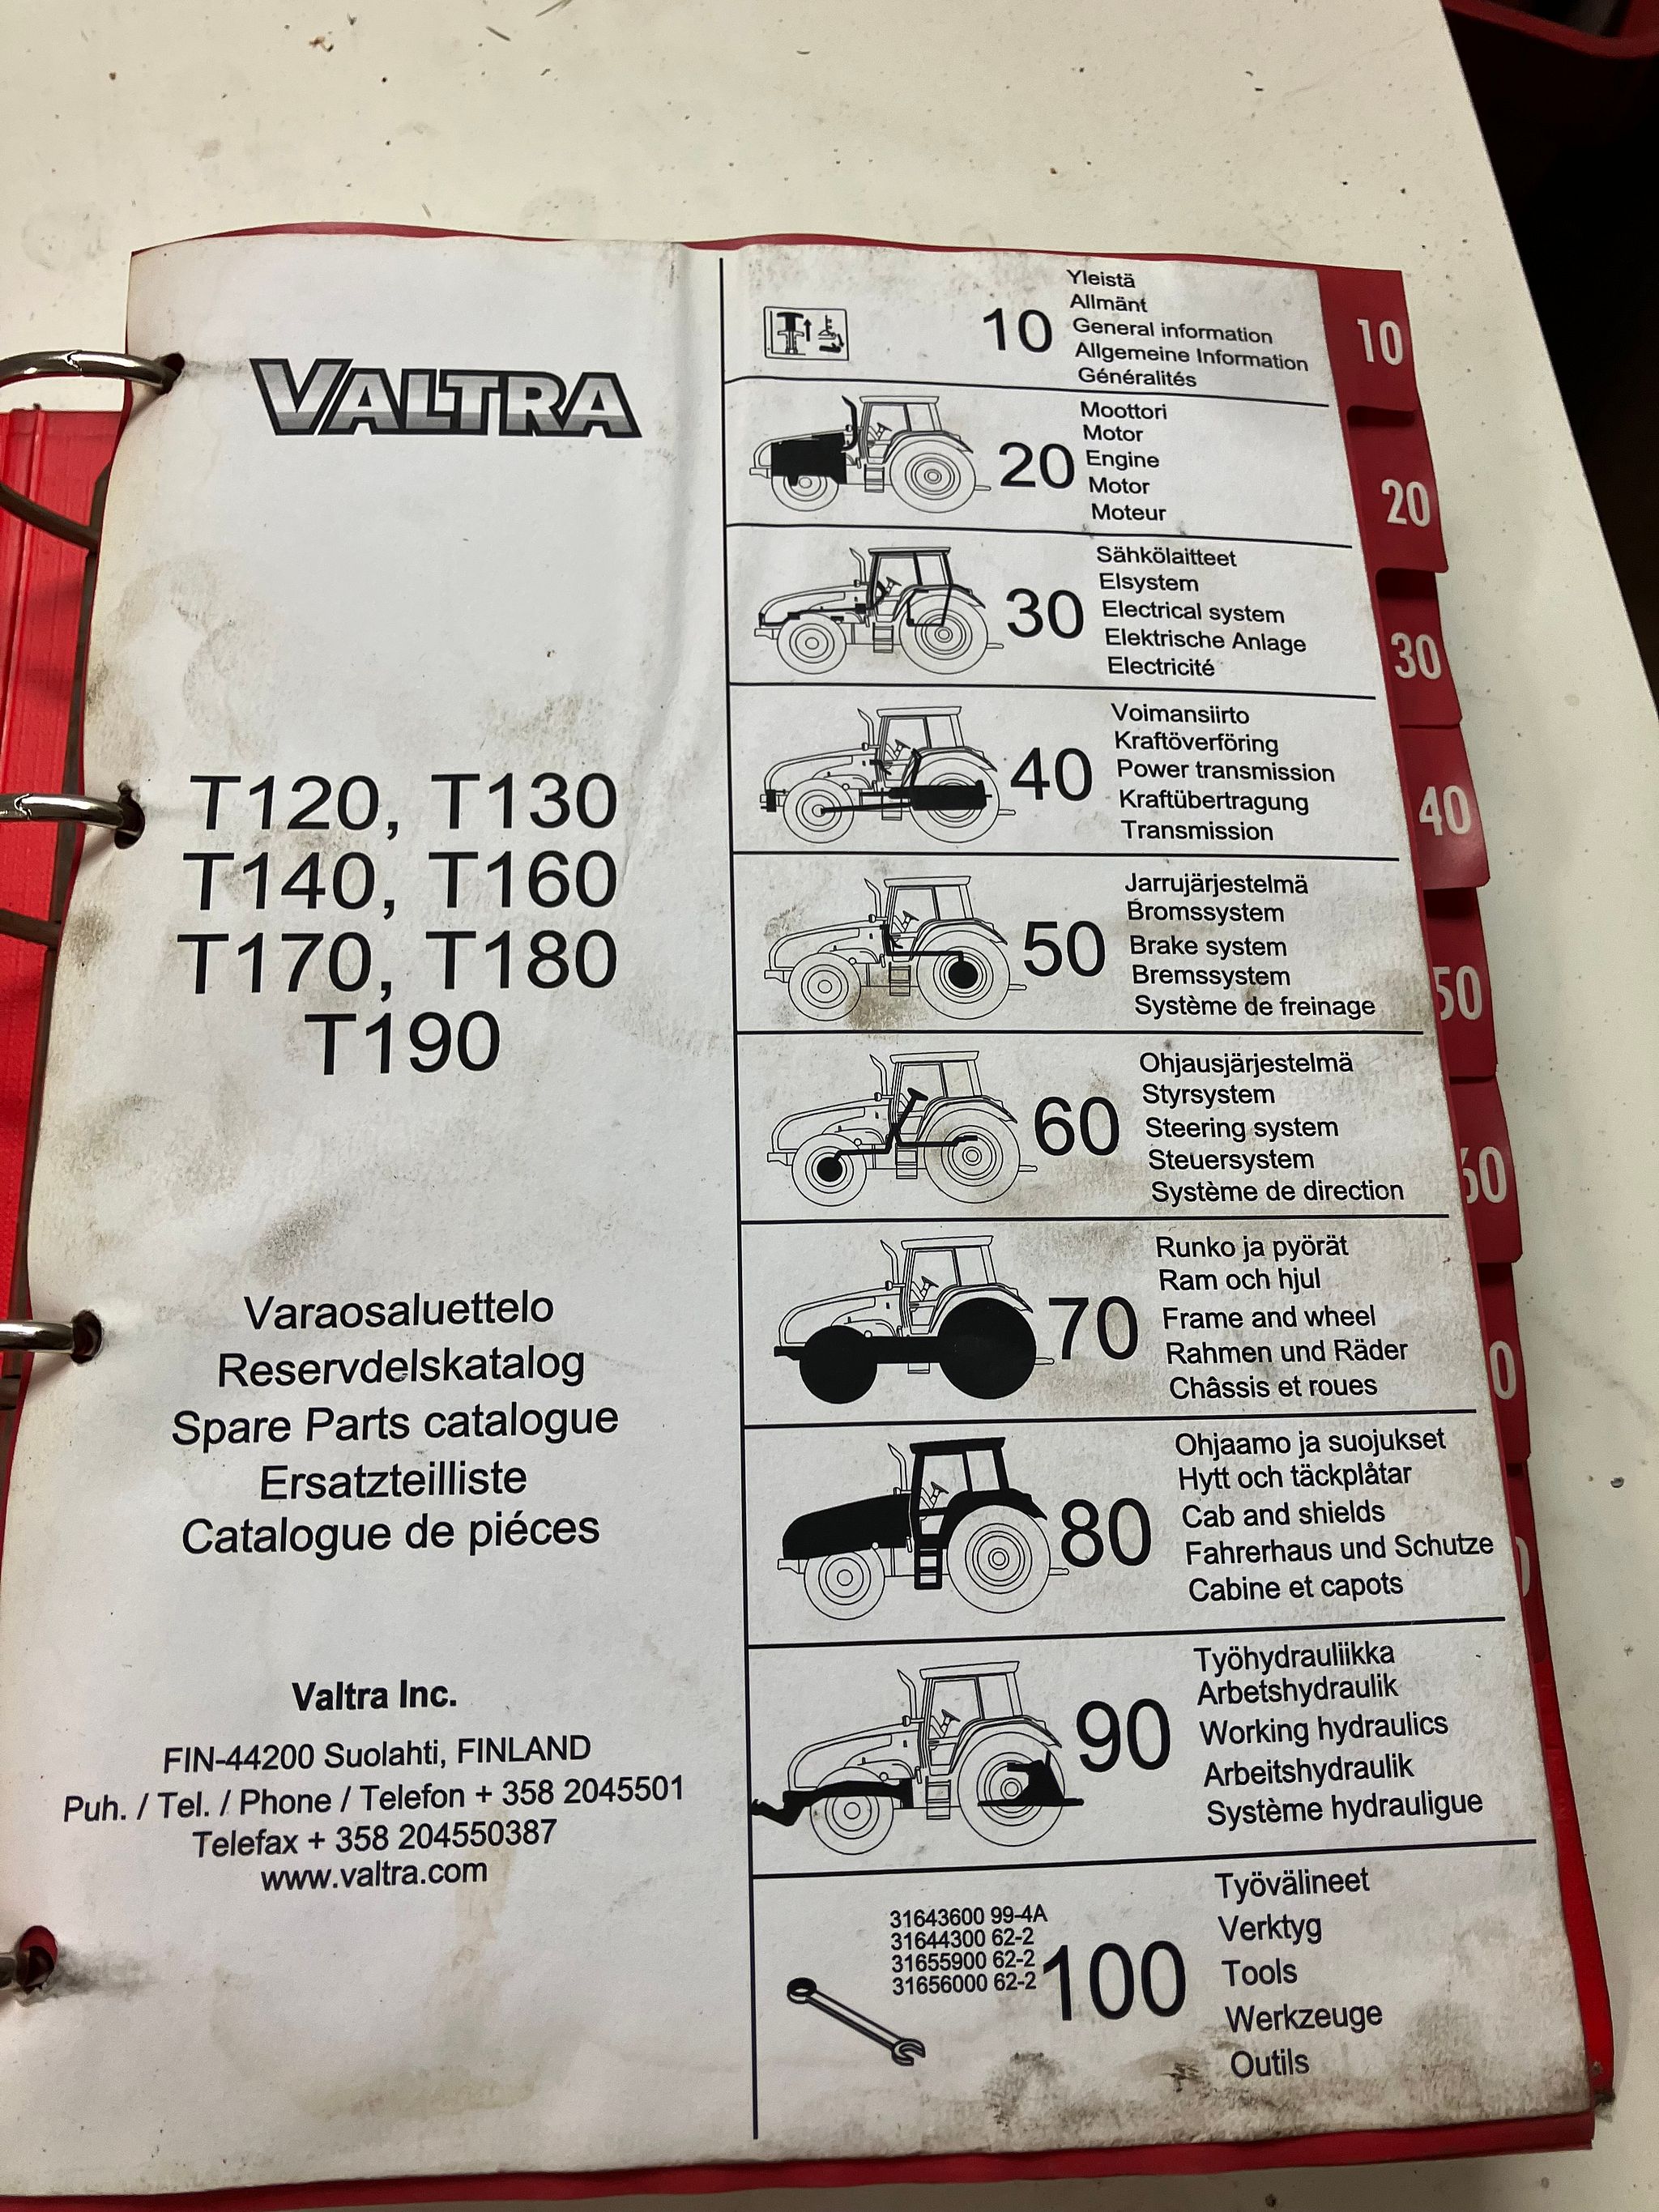 VALTRA
T120, T130
T140, T160
T170, T180
T190
Varaosaluettelo
Reservdelskatalog
Spare Parts catalogue
Ersatzteilliste
Catalogue de piéces
Valtra Inc.
FIN-44200 Suolahti, FINLAND
Puh. / Tel. / Phone / Telefon + 358 2045501
Telefax + 358 204550387
www.valtra.com
10
Yleistä
Allmänt
General information
Allgemeine Information
Généralités
20
Moottori
Motor
Engine
Motor
Moteur
30
Sähkölaitteet
Elsystem
Electrical system
Elektrische Anlage
Electricité
40
Voimansiirto
Kraftöverföring
Power transmission
Kraftübertragung
Transmission
50
Jarrujärjestelmä
Bromssystem
Brake system
Bremssystem
Système de freinage
60
Ohjausjärjestelmä
Styrsystem
Steering system
Steuersystem
Système de direction
70
Runko ja pyörät
Ram och hjul
Frame and wheel
Rahmen und Räder
Châssis et roues
80
Ohjaamo ja suojukset
Hytt och täckplåtar
Cab and shields
Fahrerhaus und Schutze
Cabine et capots
90
Työhydrauliikka
Arbetshydraulik
Working hydraulics
Arbeitshydraulik
Système hydrauligue
31643600 99-4A
31644300 62-2
31655900 62-2
31656000 62-2
100
Työvälineet
Verktyg
Tools
Werkzeuge
Outils
10
20
30
40
50
60
0